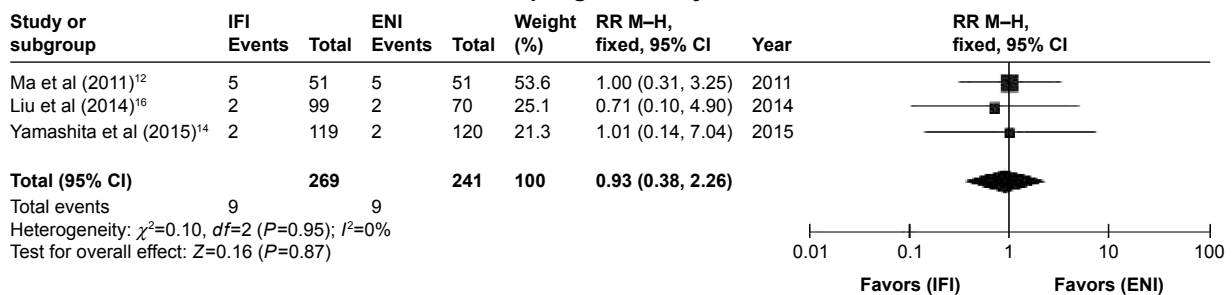 Study or IFI ENI Weight RR M–H, RR M–H,
subgroup Events Total Events Total (%) fixed, 95% CI Year fixed, 95% CI
Ma et al (2011)¹² 5 51 5 51 53.6 1.00 (0.31, 3.25) 2011
Liu et al (2014)¹⁶ 2 99 2 70 25.1 0.71 (0.10, 4.90) 2014
Yamashita et al (2015)¹⁴ 2 119 2 120 21.3 1.01 (0.14, 7.04) 2015
Total (95% CI) 269 241 100 0.93 (0.38, 2.26)
Total events 9 9
Heterogeneity: χ²=0.10, df=2 (P=0.95); I²=0%
Test for overall effect: Z=0.16 (P=0.87)
0.01 0.1 1 10 100
Favors (IFI) Favors (ENI)